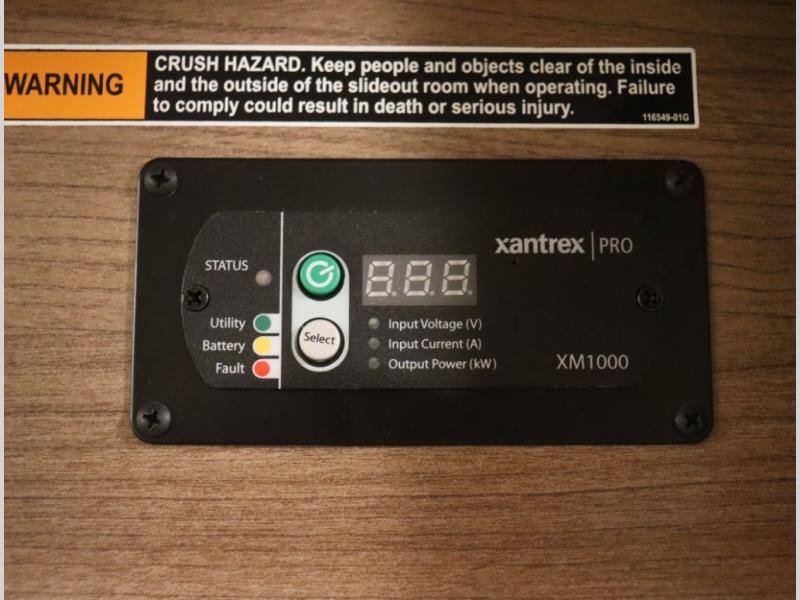 WARNING
CRUSH HAZARD. Keep people and objects clear of the inside
and the outside of the slideout room when operating. Failure
to comply could result in death or serious injury.
116549-01G
xantrex | PRO
STATUS
Utility
Battery
Fault
Select
Input Voltage (V)
Input Current (A)
Output Power (kW)
XM1000